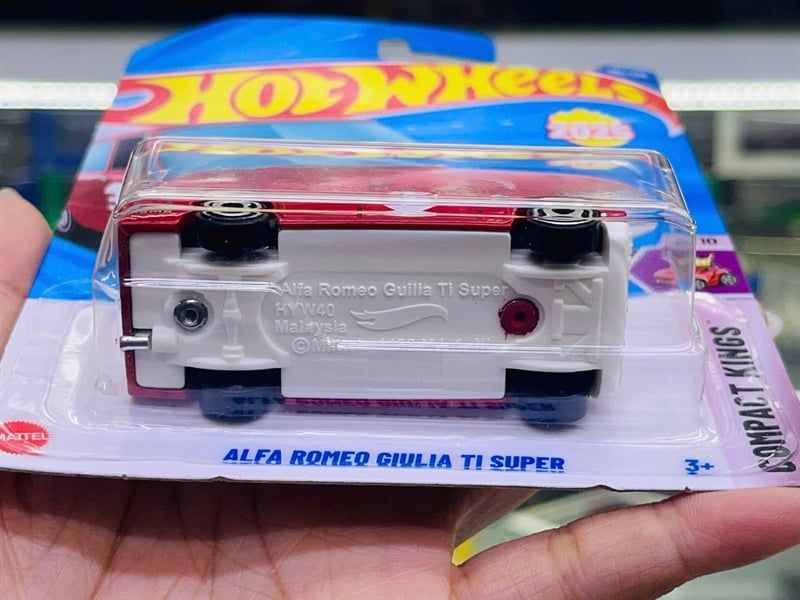 HOT WHEELS
2025
10
Alfa Romeo Guilia Ti Super
HYW40
Malaysia
MATTEL
ALFA ROMEO GIULIA TI SUPER
3+
COMPACT KINGS